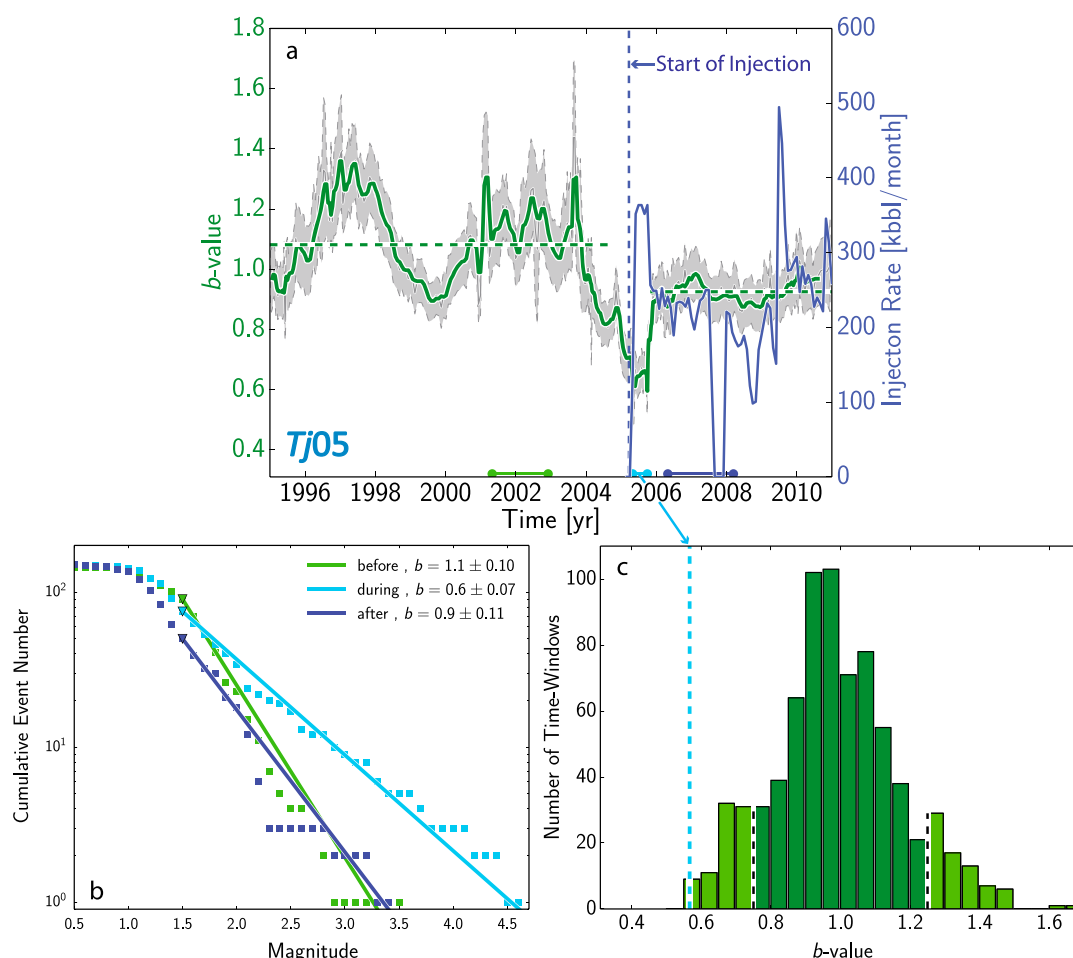 a
Start of Injection
b-value
1.8
1.6
1.4
1.2
1.0
0.8
0.6
0.4
600
500
400
300
200
100
0
Injecton Rate [kbbl/month]
Tj05
1996 1998 2000 2002 2004 2006 2008 2010
Time [yr]
before , b = 1.1 ± 0.10
during , b = 0.6 ± 0.07
after , b = 0.9 ± 0.11
Cumulative Event Number
10²
10¹
10⁰
b
0.5 1.0 1.5 2.0 2.5 3.0 3.5 4.0 4.5
Magnitude
c
Number of Time-Windows
100
80
60
40
20
0
0.4 0.6 0.8 1.0 1.2 1.4 1.6
b-value